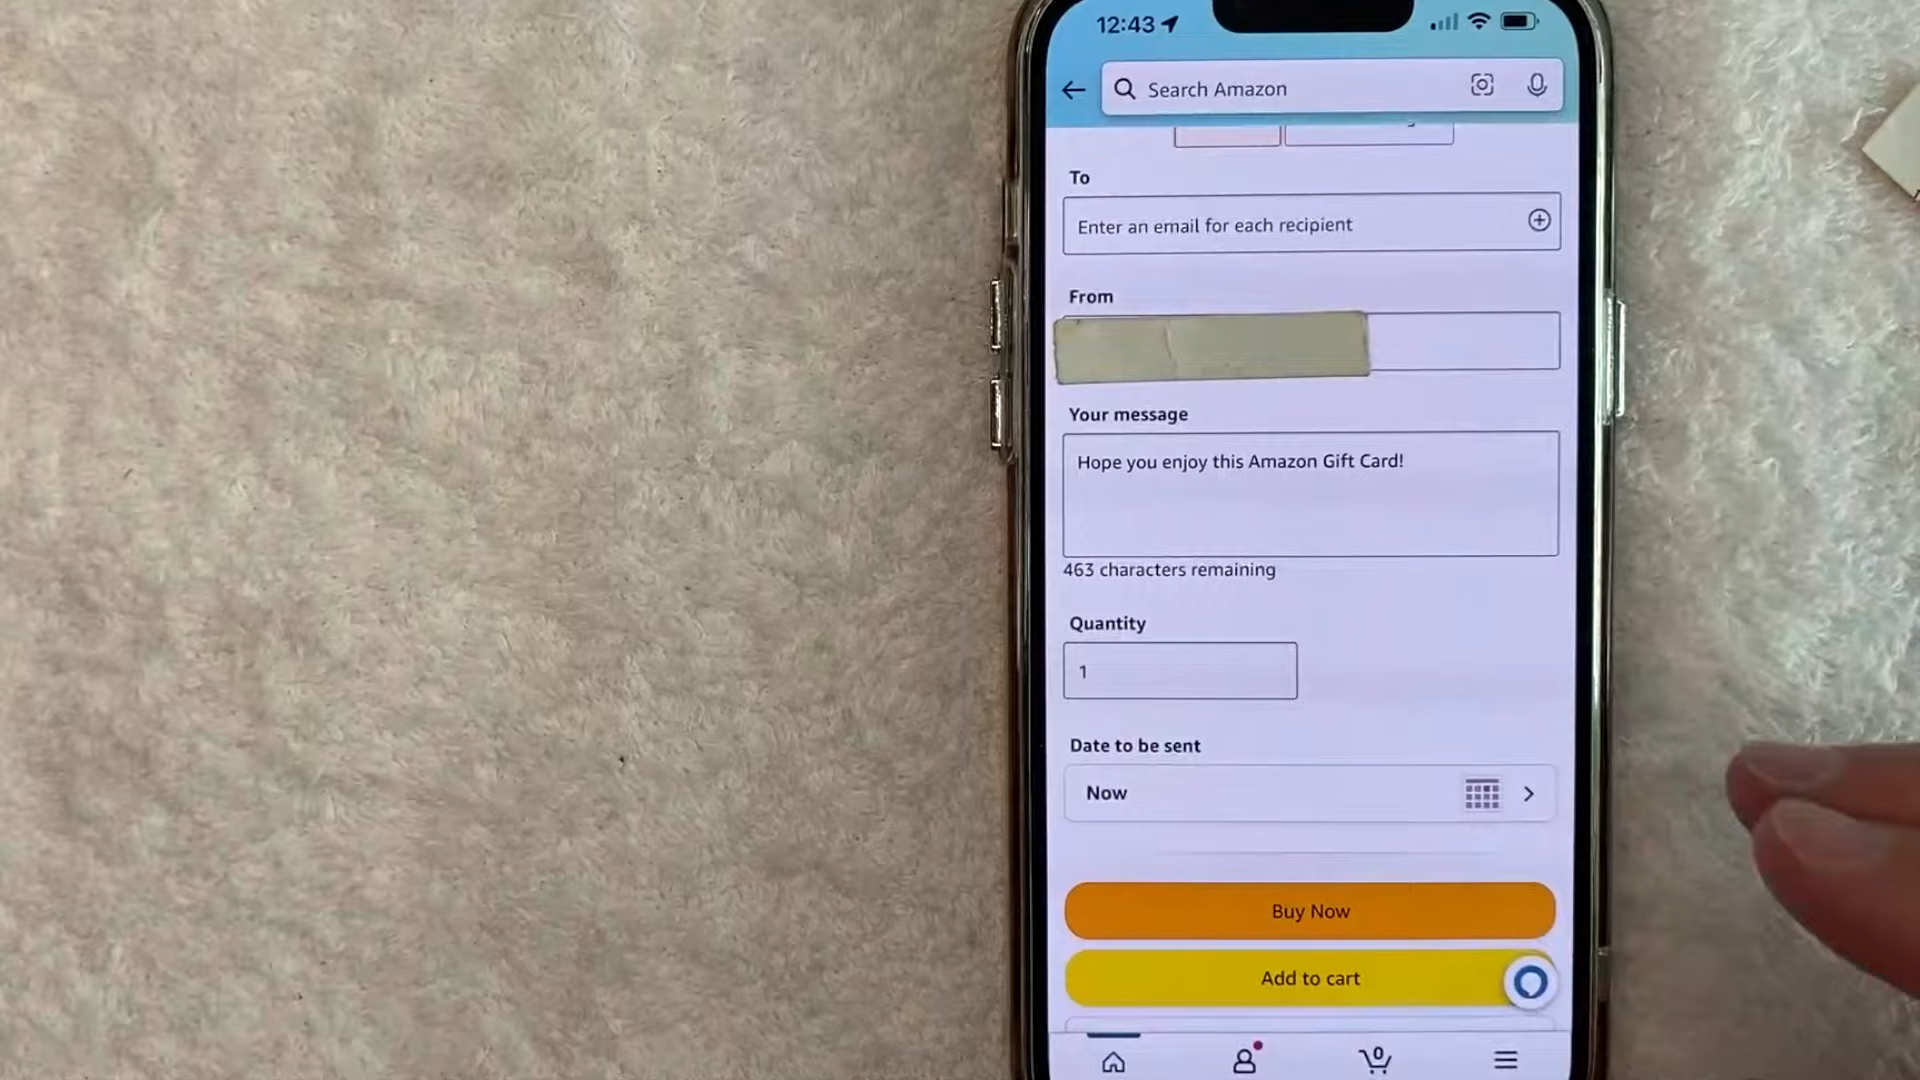 12:43
Search Amazon
To
Enter an email for each recipient
From
Your message
Hope you enjoy this Amazon Gift Card!
463 characters remaining
Quantity
1
Date to be sent
Now
Buy Now
Add to cart
0